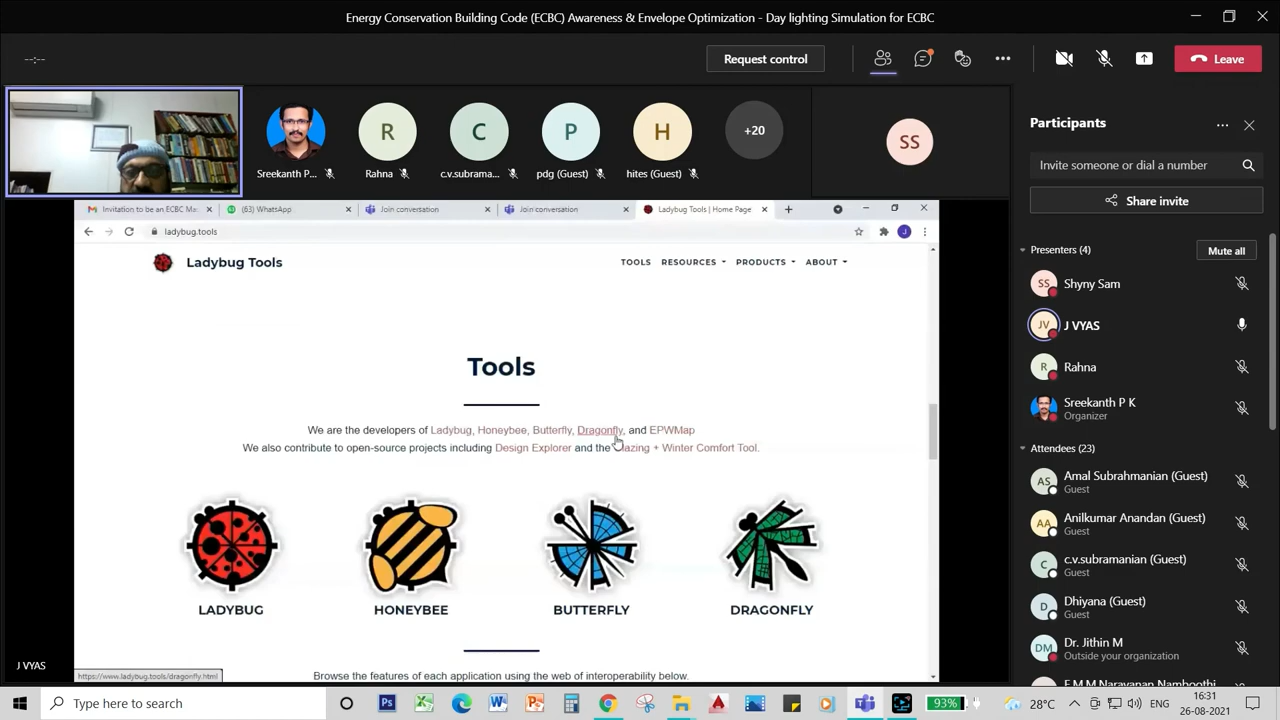 Energy Conservation Building Code (ECBC) Awareness & Envelope Optimization - Day lighting Simulation for ECBC
--:--
Request control
Leave
Sreekanth P...
R
Rahna
C
c.v.subrama...
P
pdg (Guest)
H
hites (Guest)
+20
SS
Participants
Invite someone or dial a number
Share invite
Presenters (4)
Mute all
SS
Shyny Sam
JV
J VYAS
R
Rahna
Sreekanth P K
Organizer
Attendees (23)
AS
Amal Subrahmanian (Guest)
Guest
AA
Anilkumar Anandan (Guest)
Guest
C
c.v.subramanian (Guest)
Guest
D
Dhiyana (Guest)
Guest
DM
Dr. Jithin M
Outside your organization
E M M Narayanan Namboothi
Invitation to be an ECBC Ma
(63) WhatsApp
Join conversation
Join conversation
Ladybug Tools | Home Page
ladybug.tools
J
Ladybug Tools
TOOLS
RESOURCES
PRODUCTS
ABOUT
Tools
We are the developers of Ladybug, Honeybee, Butterfly, Dragonfly, and EPWMap
We also contribute to open-source projects including Design Explorer and the Glazing + Winter Comfort Tool.
LADYBUG
HONEYBEE
BUTTERFLY
DRAGONFLY
Browse the features of each application using the web of interoperability below.
J VYAS
https://www.ladybug.tools/dragonfly.html
Type here to search
93%
28°C
ENG
16:31
26-08-2021